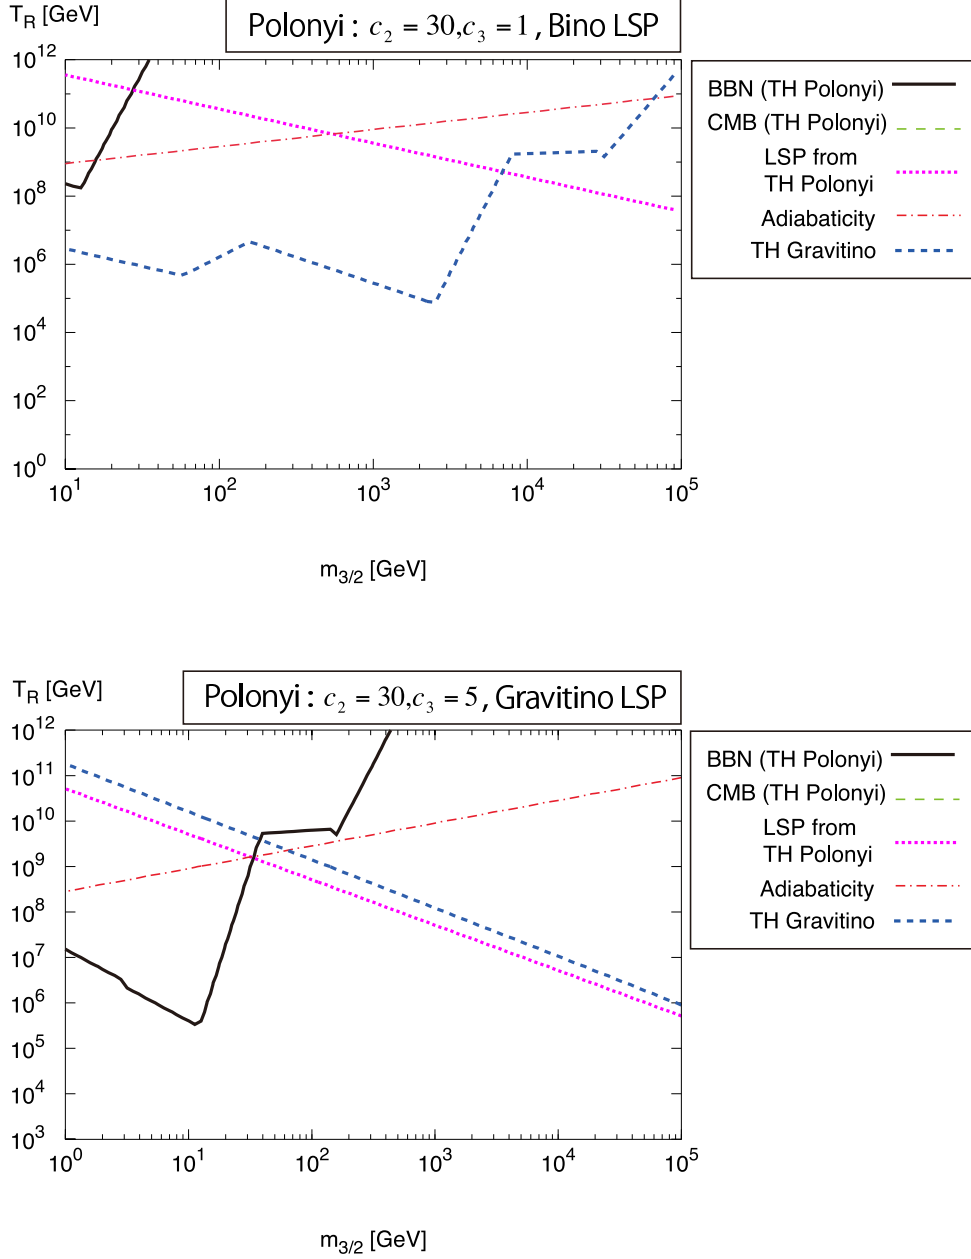 T_R [GeV]
Polonyi : c_2 = 30, c_3 = 1 , Bino LSP
10^12
10^10
10^8
10^6
10^4
10^2
10^0
10^1 10^2 10^3 10^4 10^5
m_3/2 [GeV]
BBN (TH Polonyi)
CMB (TH Polonyi)
LSP from
TH Polonyi
Adiabaticity
TH Gravitino
T_R [GeV]
Polonyi : c_2 = 30, c_3 = 5 , Gravitino LSP
10^12
10^11
10^10
10^9
10^8
10^7
10^6
10^5
10^4
10^3
10^0 10^1 10^2 10^3 10^4 10^5
m_3/2 [GeV]
BBN (TH Polonyi)
CMB (TH Polonyi)
LSP from
TH Polonyi
Adiabaticity
TH Gravitino